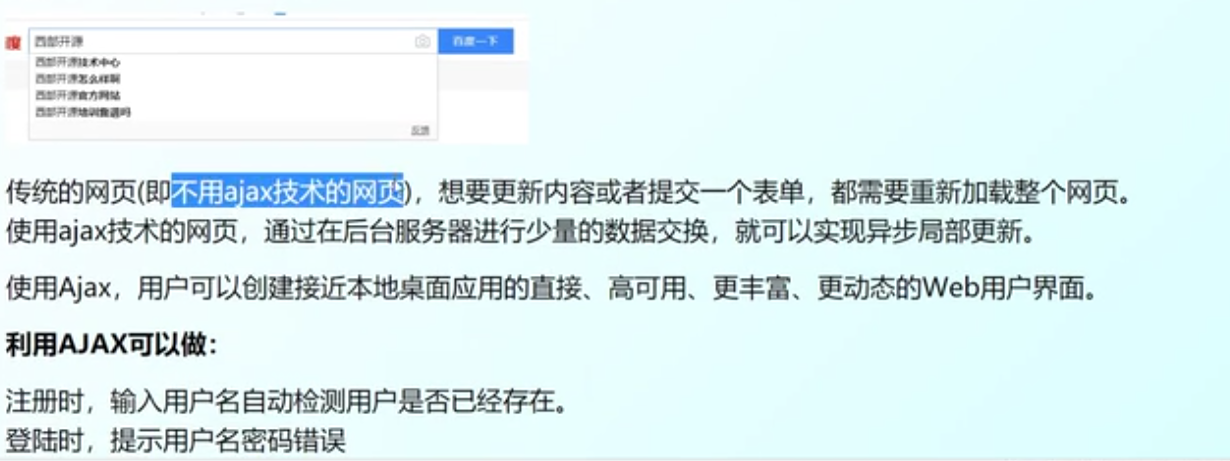 搜
西部开源
百度一下
西部开源技术中心
西部开源怎么样啊
西部开源官方网站
西部开源培训靠谱吗
反馈
传统的网页(即不用ajax技术的网页)，想要更新内容或者提交一个表单，都需要重新加载整个网页。
使用ajax技术的网页，通过在后台服务器进行少量的数据交换，就可以实现异步局部更新。
使用Ajax，用户可以创建接近本地桌面应用的直接、高可用、更丰富、更动态的Web用户界面。
利用AJAX可以做：
注册时，输入用户名自动检测用户是否已经存在。
登陆时，提示用户名密码错误